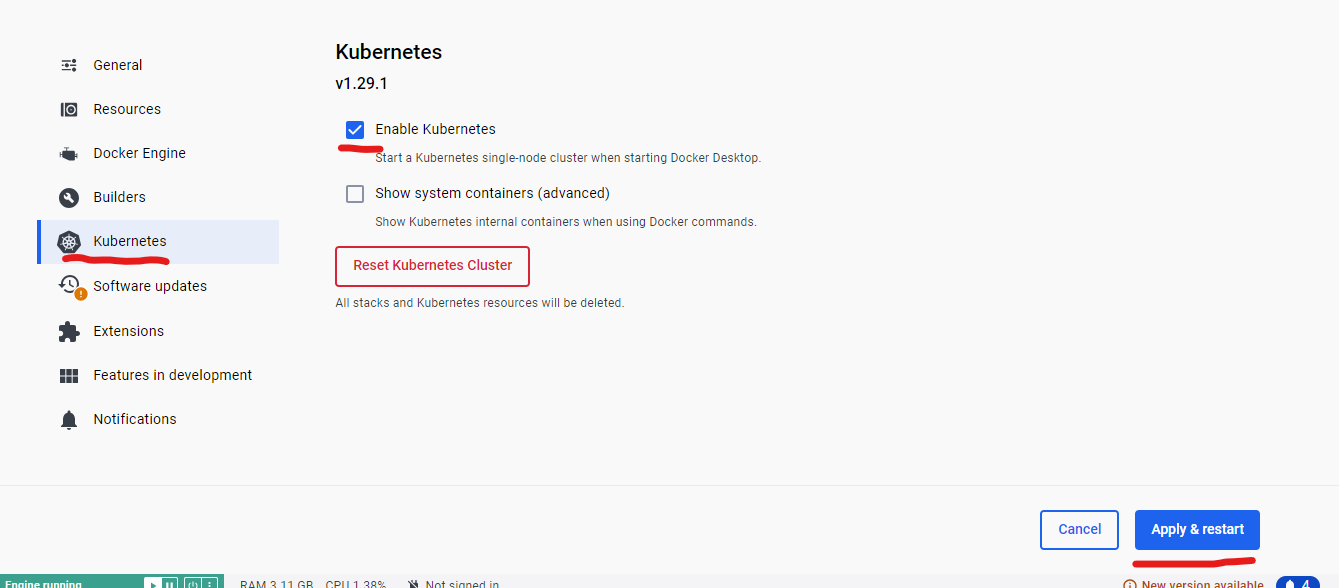 General
Resources
Docker Engine
Builders
Kubernetes
Software updates
Extensions
Features in development
Notifications
Kubernetes
v1.29.1
Enable Kubernetes
Start a Kubernetes single-node cluster when starting Docker Desktop.
Show system containers (advanced)
Show Kubernetes internal containers when using Docker commands.
Reset Kubernetes Cluster
All stacks and Kubernetes resources will be deleted.
Cancel
Apply & restart
Engine running
RAM 3.11 GB CPU 1.38% Not signed in
New version available
4